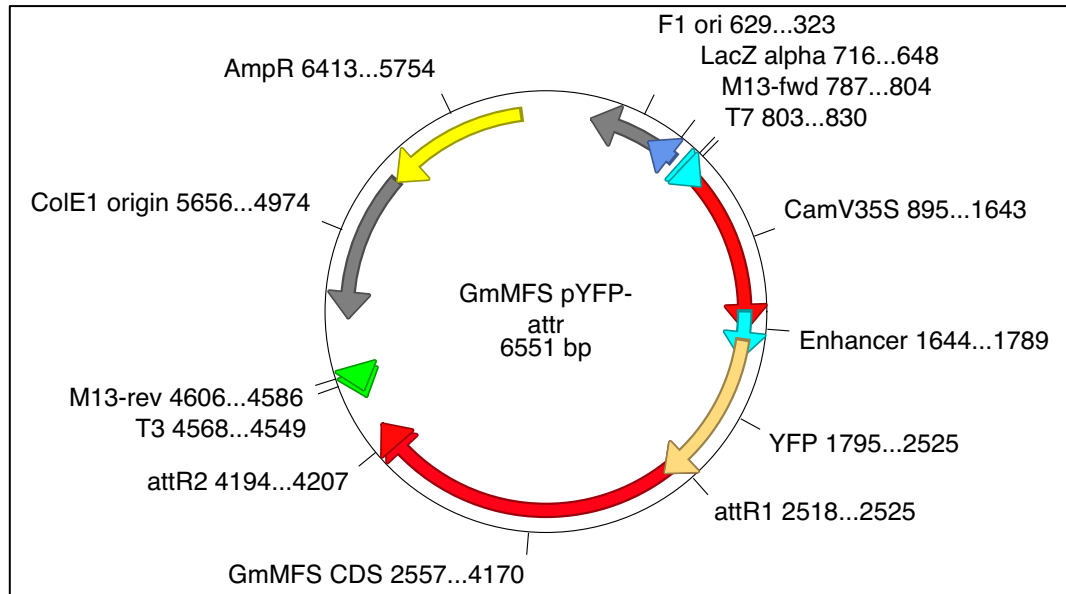 F1 ori 629...323
LacZ alpha 716...648
M13-fwd 787...804
T7 803...830
AmpR 6413...5754
ColE1 origin 5656...4974
CamV35S 895...1643
GmMFS pYFP-
attr
6551 bp
Enhancer 1644...1789
M13-rev 4606...4586
T3 4568...4549
YFP 1795...2525
attR2 4194...4207
attR1 2518...2525
GmMFS CDS 2557...4170